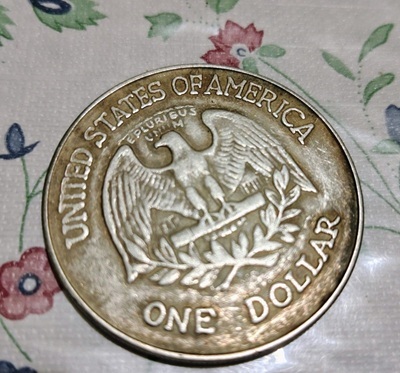 UNITED STATES OF AMERICA
E PLURIBUS
UNUM
ONE DOLLAR